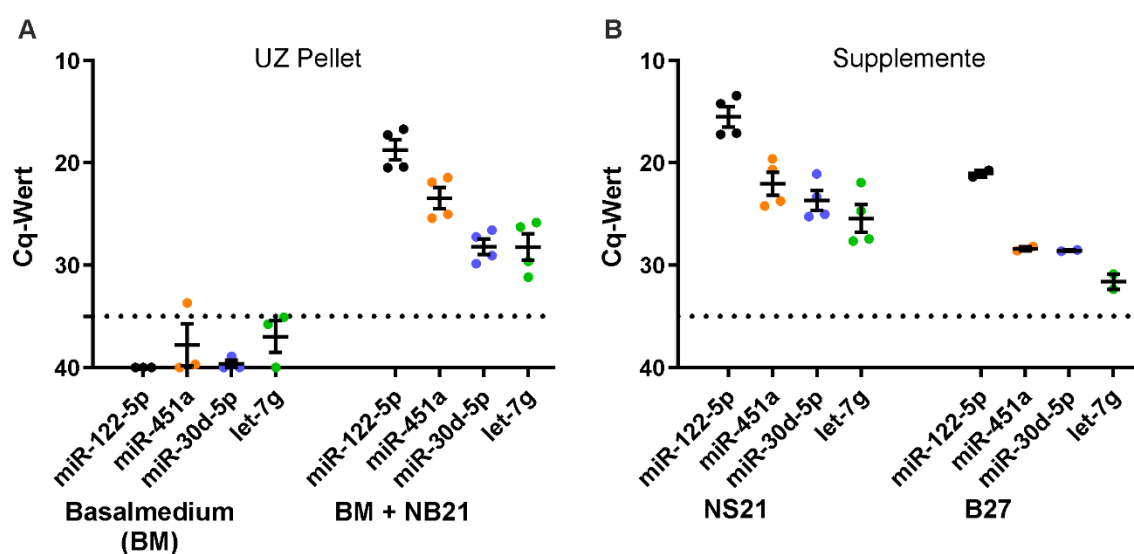 A
UZ Pellet
Cq-Wert
10
20
30
40
miR-122-5p
miR-451a
miR-30d-5p
let-7g
miR-122-5p
miR-451a
miR-30d-5p
let-7g
Basalmedium
(BM)
BM + NB21
B
Supplemente
Cq-Wert
10
20
30
40
miR-122-5p
miR-451a
miR-30d-5p
let-7g
miR-122-5p
miR-451a
miR-30d-5p
let-7g
NS21
B27